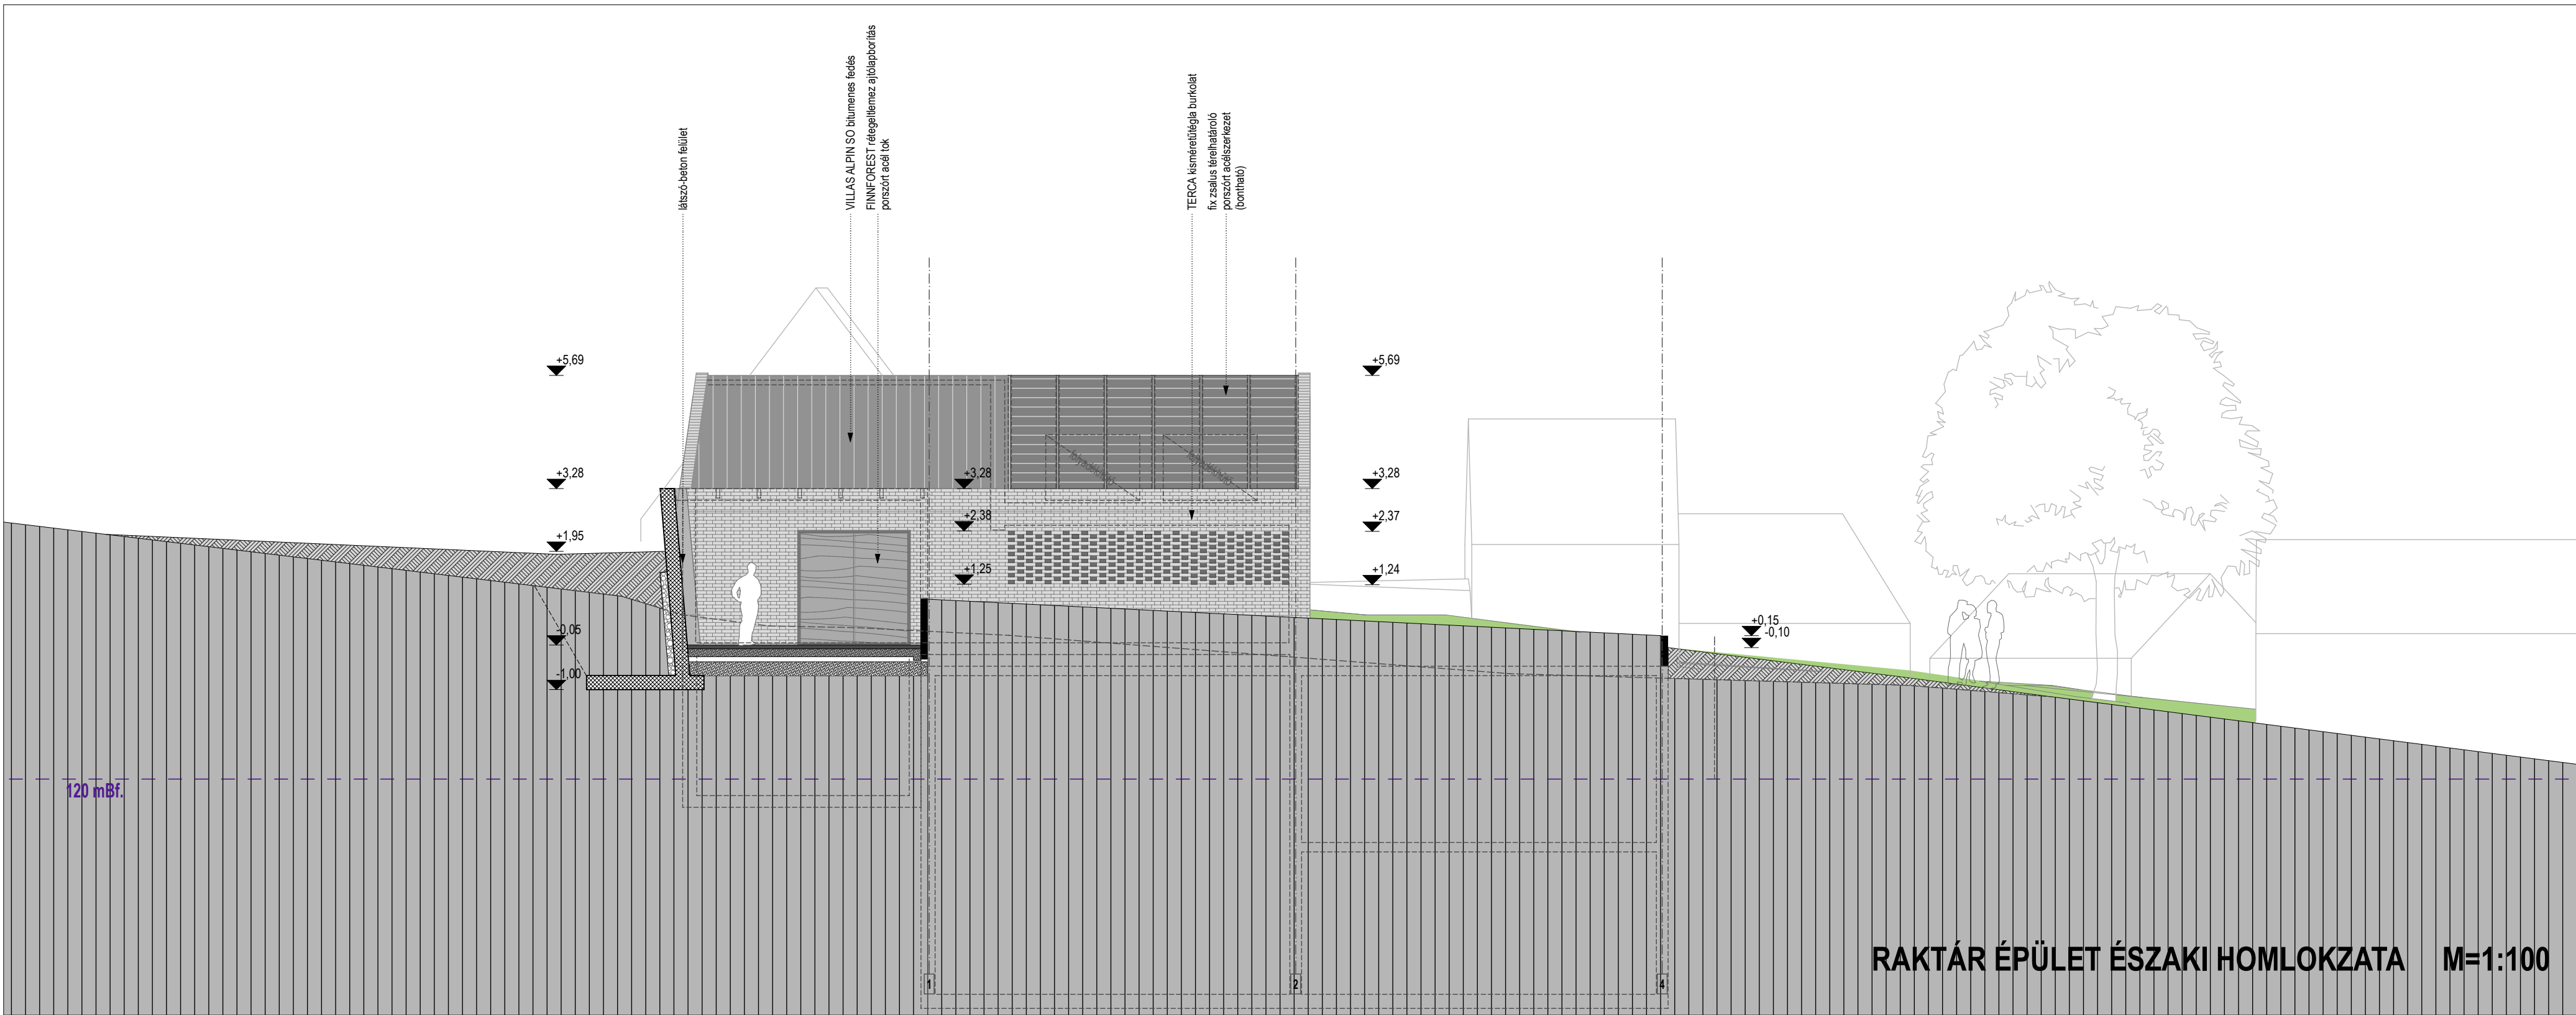 látszó-beton felület
VILLAS ALPIN SO bitumenes fedés
FINNFOREST rétegeltlemez ajtólapborítás
porszórt acél tok
TERCA kisméretűtégla burkolat
fix zsalus térelhatároló
porszórt acélszerkezet
(bontható)
+5,69
+5,69
+3,28
+3,28
+3,28
+2,38
+2,37
+1,95
+1,25
+1,24
-0,05
+0,15
-0,10
-1,00
120 mBf.
RAKTÁR ÉPÜLET ÉSZAKI HOMLOKZATA M=1:100
1
2
4